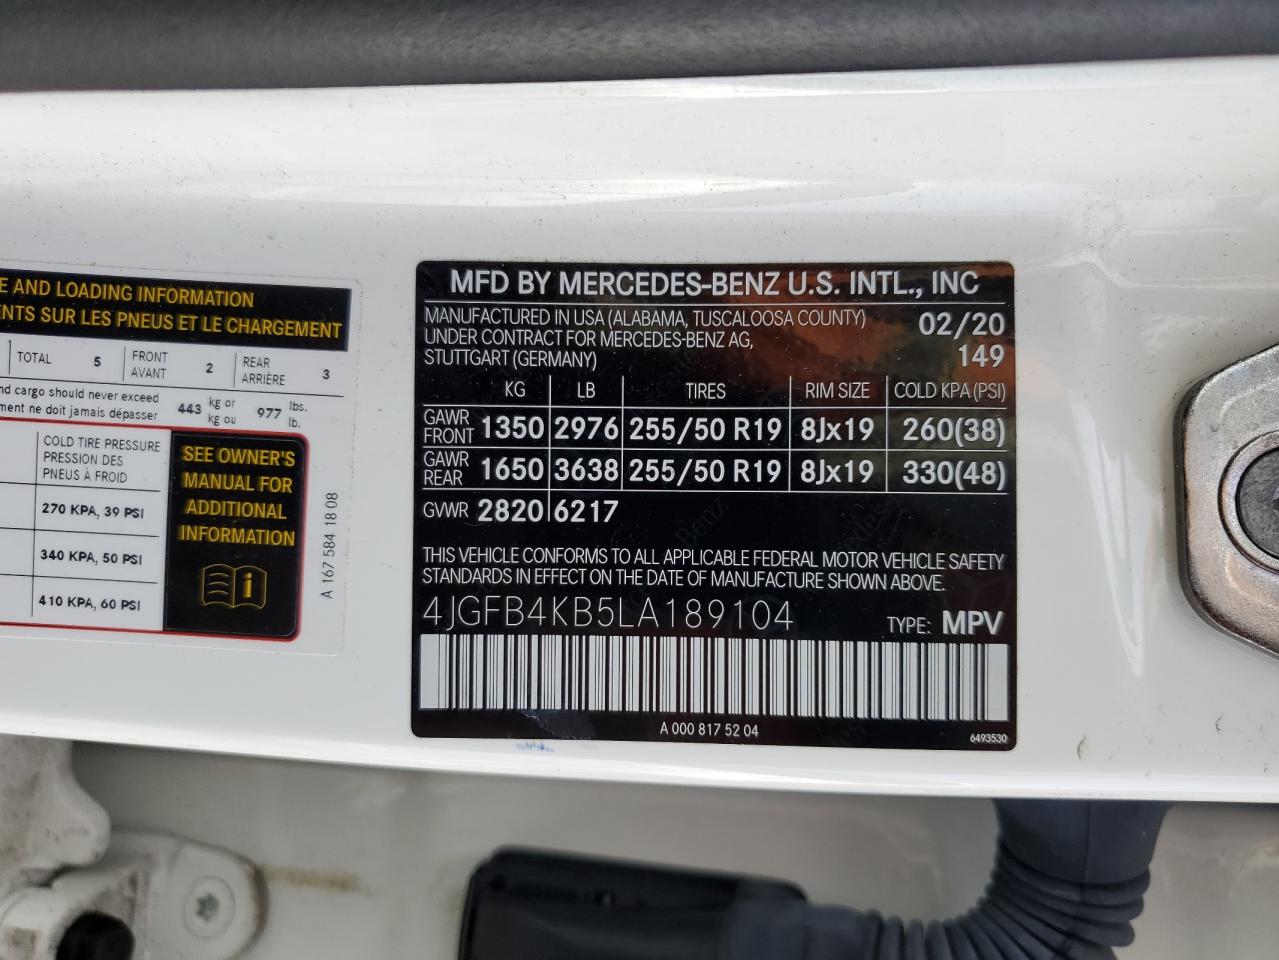 E AND LOADING INFORMATION
ENTS SUR LES PNEUS ET LE CHARGEMENT
TOTAL 5 FRONT AVANT 2 REAR ARRIÈRE 3
nd cargo should never exceed
ment ne doit jamais dépasser 443 kg or kg ou 977 lbs. lb.
COLD TIRE PRESSURE
PRESSION DES
PNEUS À FROID
270 KPA, 39 PSI
340 KPA, 50 PSI
410 KPA, 60 PSI
SEE OWNER'S
MANUAL FOR
ADDITIONAL
INFORMATION
i
A 167 584 18 08
MFD BY MERCEDES-BENZ U.S. INTL., INC
MANUFACTURED IN USA (ALABAMA, TUSCALOOSA COUNTY) 02/20
UNDER CONTRACT FOR MERCEDES-BENZ AG,
STUTTGART (GERMANY) 149
KG LB TIRES RIM SIZE COLD KPA (PSI)
GAWR FRONT 1350 2976 255/50 R19 8Jx19 260(38)
GAWR REAR 1650 3638 255/50 R19 8Jx19 330(48)
GVWR 2820 6217
THIS VEHICLE CONFORMS TO ALL APPLICABLE FEDERAL MOTOR VEHICLE SAFETY
STANDARDS IN EFFECT ON THE DATE OF MANUFACTURE SHOWN ABOVE.
4JGFB4KB5LA189104 TYPE: MPV
A 000 817 52 04
6493530